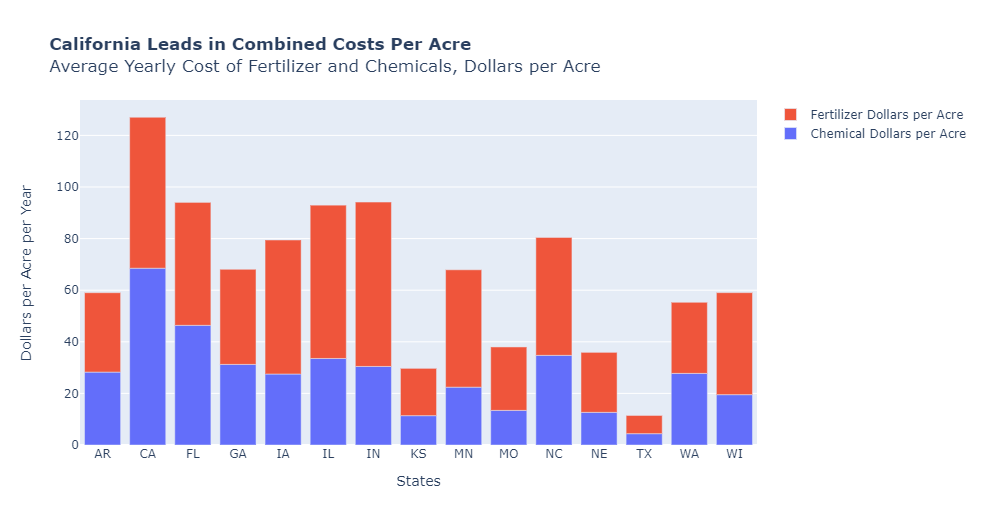 California Leads in Combined Costs Per Acre
Average Yearly Cost of Fertilizer and Chemicals, Dollars per Acre
Fertilizer Dollars per Acre
Chemical Dollars per Acre
Dollars per Acre per Year
120
100
80
60
40
20
0
AR CA FL GA IA IL IN KS MN MO NC NE TX WA WI
States